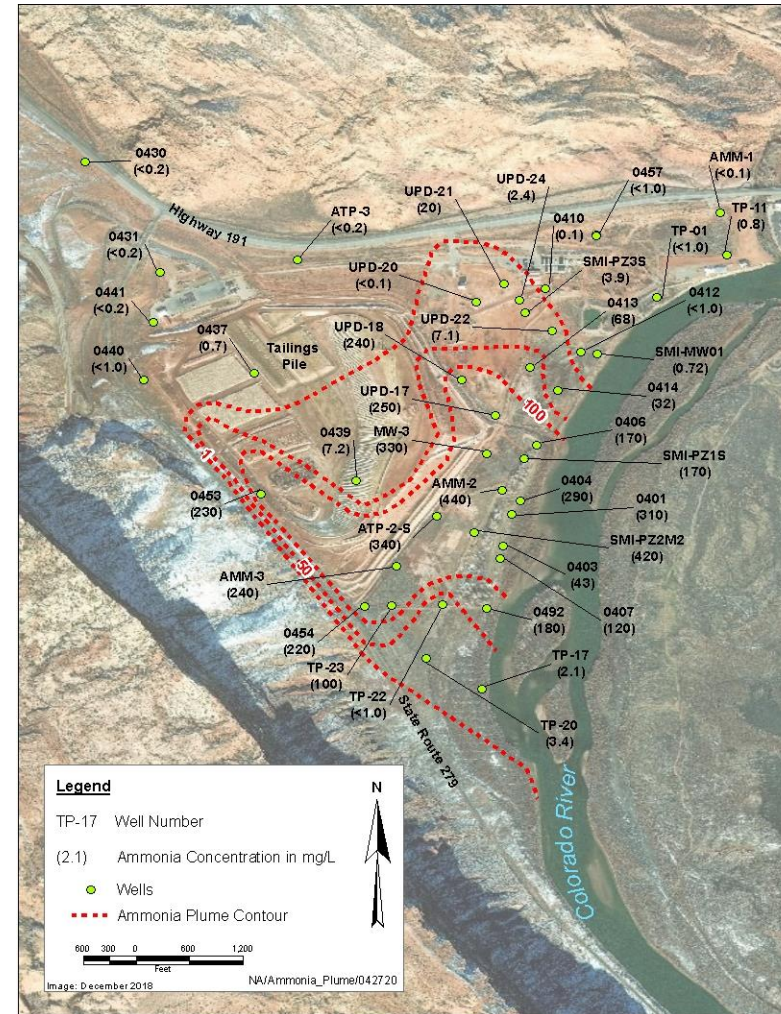 0430
(<0.2)
Highway 191
0431
(<0.2)
0441
(<0.2)
0440
(<1.0)
0437
(0.7)
Tailings
Pile
ATP-3
(<0.2)
UPD-21
(20)
UPD-24
(2.4)
0457
(<1.0)
AMM-1
(<0.1)
0410
(0.1)
TP-11
(0.8)
TP-01
(<1.0)
SMI-PZ3S
(3.9)
UPD-20
(<0.1)
0413
(68)
0412
(<1.0)
UPD-22
(7.1)
UPD-18
(240)
SMI-MW01
(0.72)
0414
(32)
UPD-17
(250)
100
0406
(170)
MW-3
(330)
SMI-PZ1S
(170)
0439
(7.2)
1
AMM-2
(440)
0404
(290)
0453
(230)
0401
(310)
ATP-2-S
(340)
SMI-PZ2M2
(420)
50
0403
(43)
AMM-3
(240)
0407
(120)
0454
(220)
0492
(180)
TP-23
(100)
TP-22
(<1.0)
TP-17
(2.1)
TP-20
(3.4)
State Route 279
Colorado River
Legend
TP-17 Well Number
(2.1) Ammonia Concentration in mg/L
Wells
Ammonia Plume Contour
N
600 300 0 600 1,200
Feet
Image: December 2018
NA/Ammonia_Plume/042720